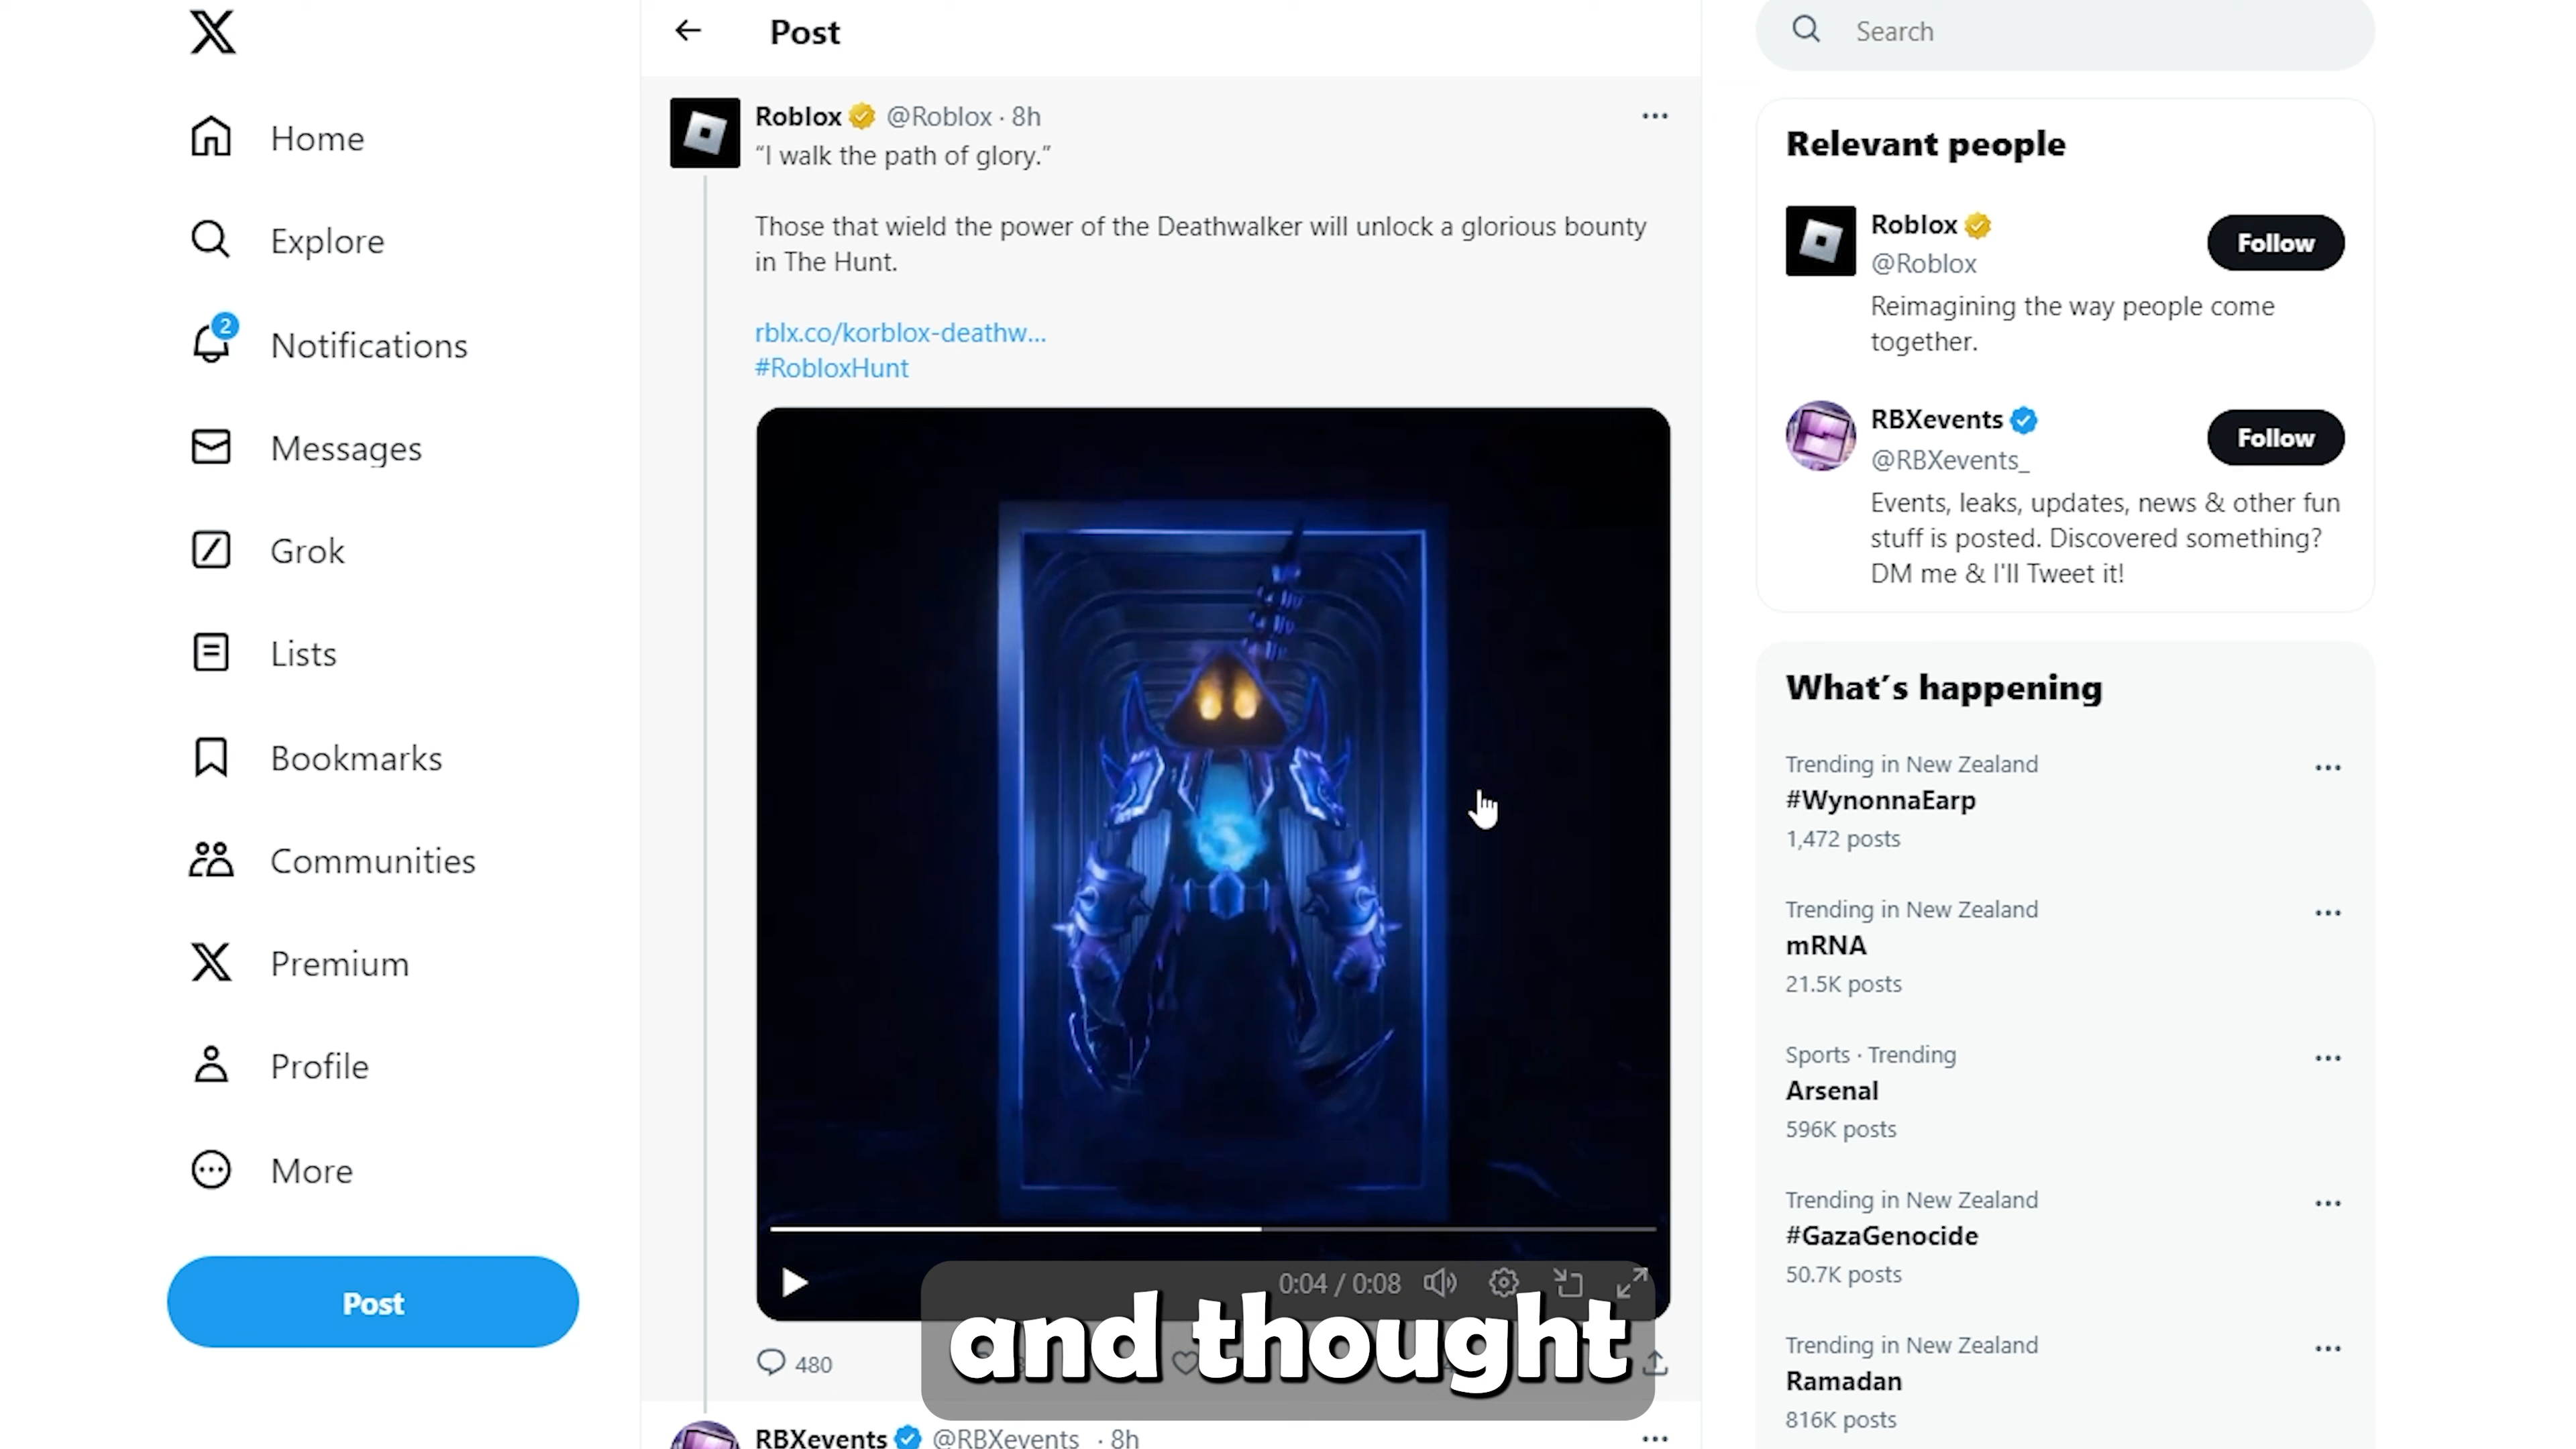 Home
Explore
2
Notifications
Messages
Grok
Lists
Bookmarks
Communities
Premium
Profile
More
Post
Post
Roblox @Roblox · 8h
“I walk the path of glory.”
Those that wield the power of the Deathwalker will unlock a glorious bounty
in The Hunt.
rblx.co/korblox-deathw...
#RobloxHunt
0:04 / 0:08
and thought
480
RBXevents @RBXevents_ · 8h
Search
Relevant people
Roblox
@Roblox
Follow
Reimagining the way people come
together.
RBXevents
@RBXevents_
Follow
Events, leaks, updates, news & other fun
stuff is posted. Discovered something?
DM me & I'll Tweet it!
What's happening
Trending in New Zealand
#WynonnaEarp
1,472 posts
Trending in New Zealand
mRNA
21.5K posts
Sports · Trending
Arsenal
596K posts
Trending in New Zealand
#GazaGenocide
50.7K posts
Trending in New Zealand
Ramadan
816K posts